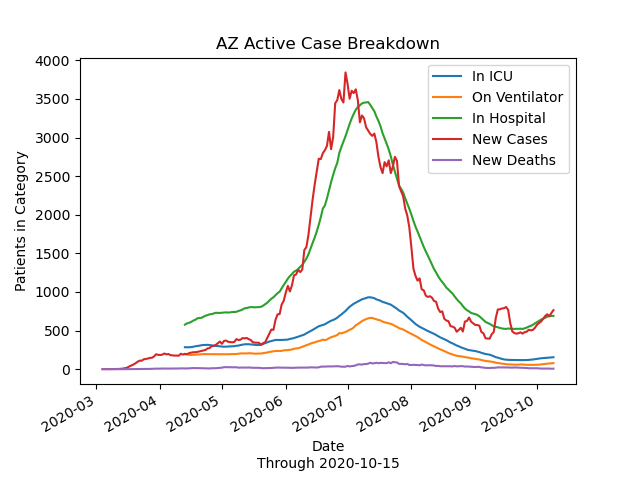 AZ Active Case Breakdown
Patients in Category
4000
3500
3000
2500
2000
1500
1000
500
0
In ICU
On Ventilator
In Hospital
New Cases
New Deaths
2020-03
2020-04
2020-05
2020-06
2020-07
2020-08
2020-09
2020-10
Date
Through 2020-10-15